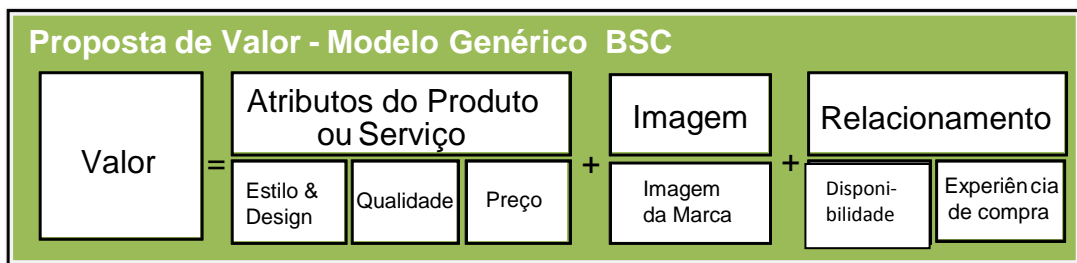 Proposta de Valor - Modelo Genérico BSC
Valor
=
Atributos do Produto
ou Serviço
Estilo &
Design
Qualidade
Preço
+
Imagem
Imagem
da Marca
+
Relacionamento
Disponi-
bilidade
Experiência
de compra